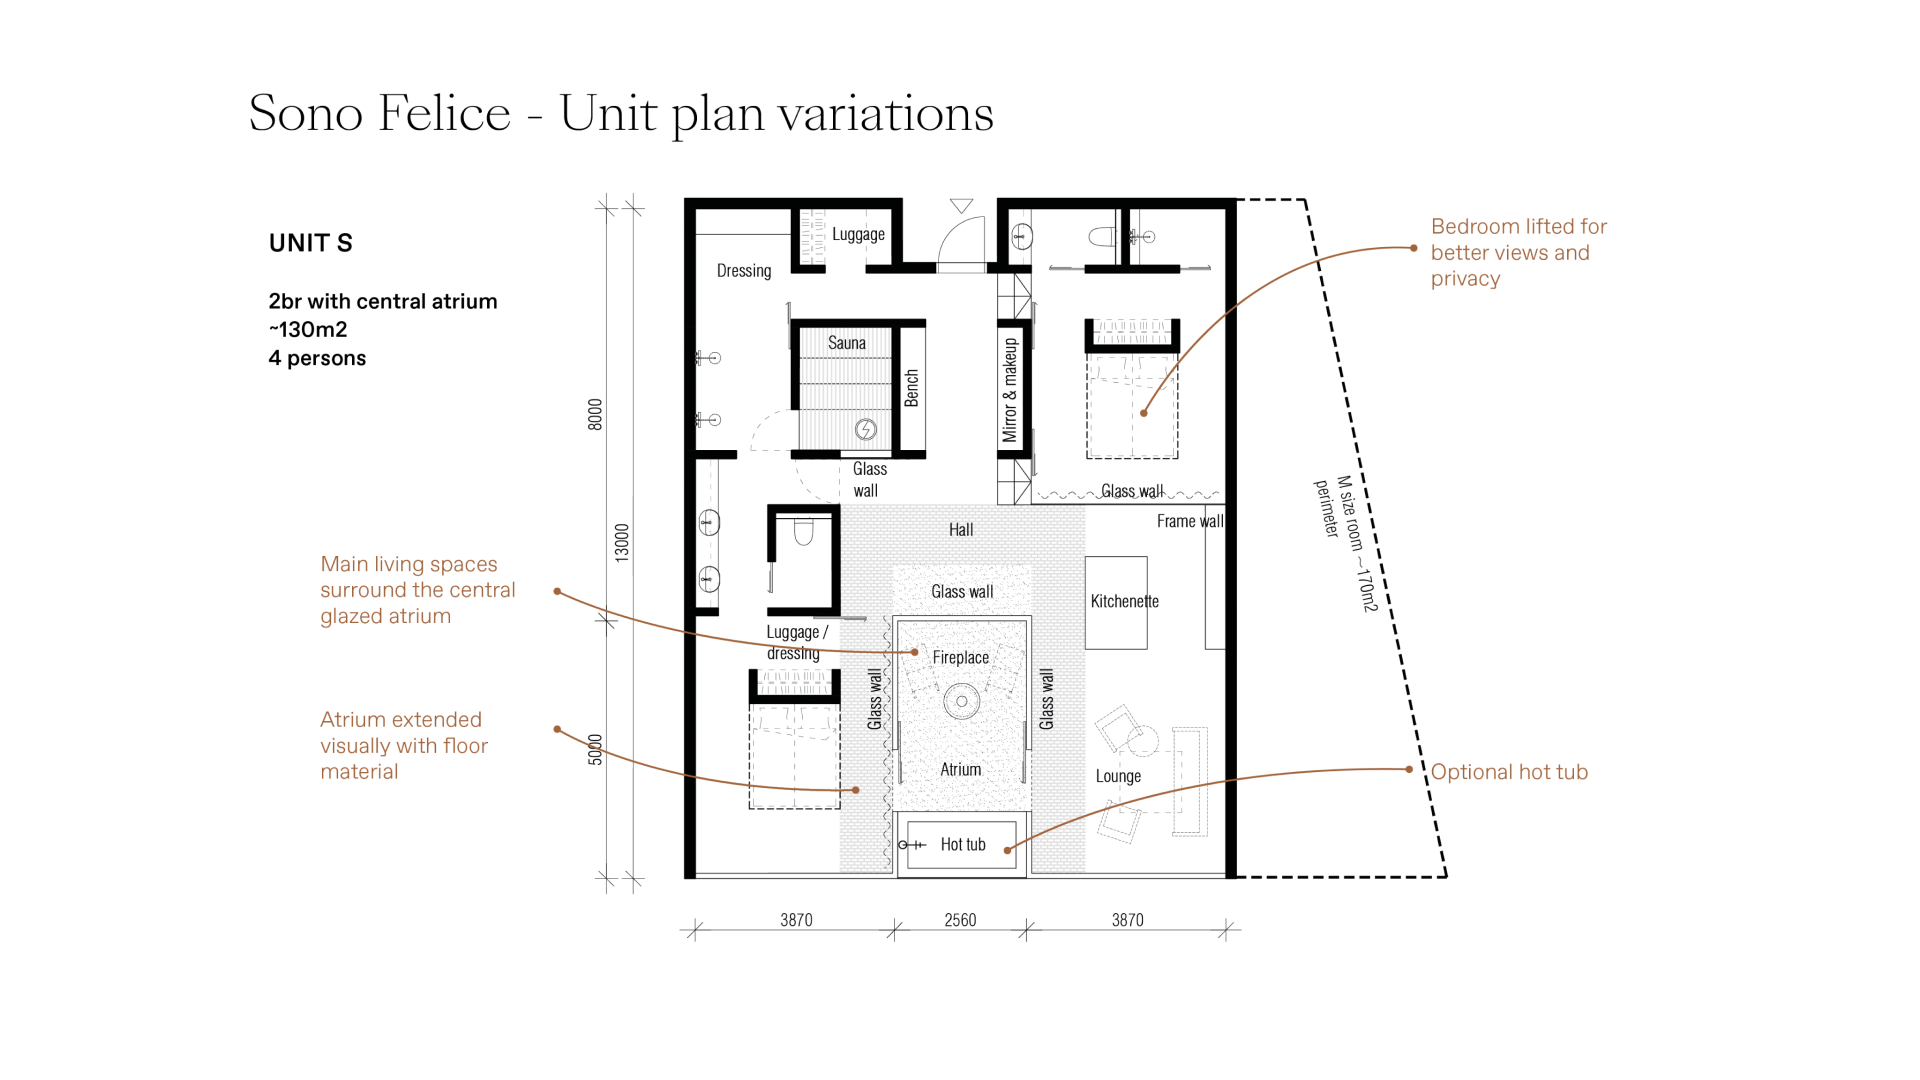 Sono Felice - Unit plan variations
UNIT S
2br with central atrium
~130m2
4 persons
Bedroom lifted for
better views and
privacy
Main living spaces
surround the central
glazed atrium
Atrium extended
visually with floor
material
Optional hot tub
8000
13000
5000
Luggage
Dressing
Sauna
Bench
Mirror & makeup
Glass
wall
Glass wall
Frame wall
Hall
Glass wall
Kitchenette
Luggage /
dressing
Fireplace
Glass wall
Glass wall
Atrium
Lounge
Hot tub
M size room ~170m2
perimeter
3870
2560
3870